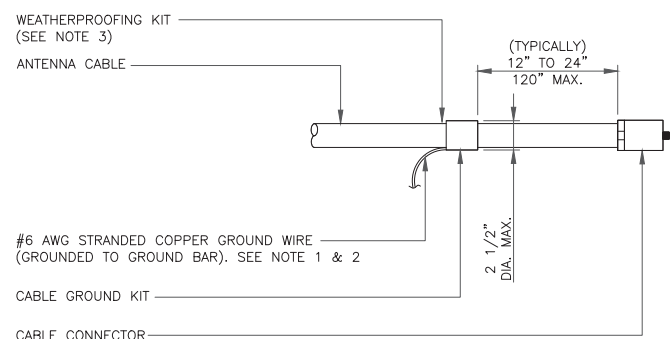 WEATHERPROOFING KIT
(SEE NOTE 3)
ANTENNA CABLE
(TYPICALLY)
12" TO 24"
120" MAX.
2 1/2"
DIA. MAX.
#6 AWG STRANDED COPPER GROUND WIRE
(GROUNDED TO GROUND BAR). SEE NOTE 1 & 2
CABLE GROUND KIT
CABLE CONNECTOR